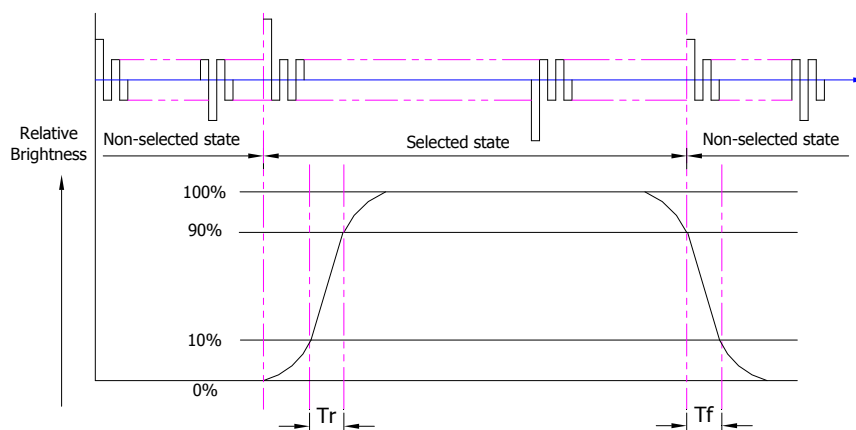 Relative
Brightness
Non-selected state
Selected state
Non-selected state
100%
90%
10%
0%
Tr
Tf